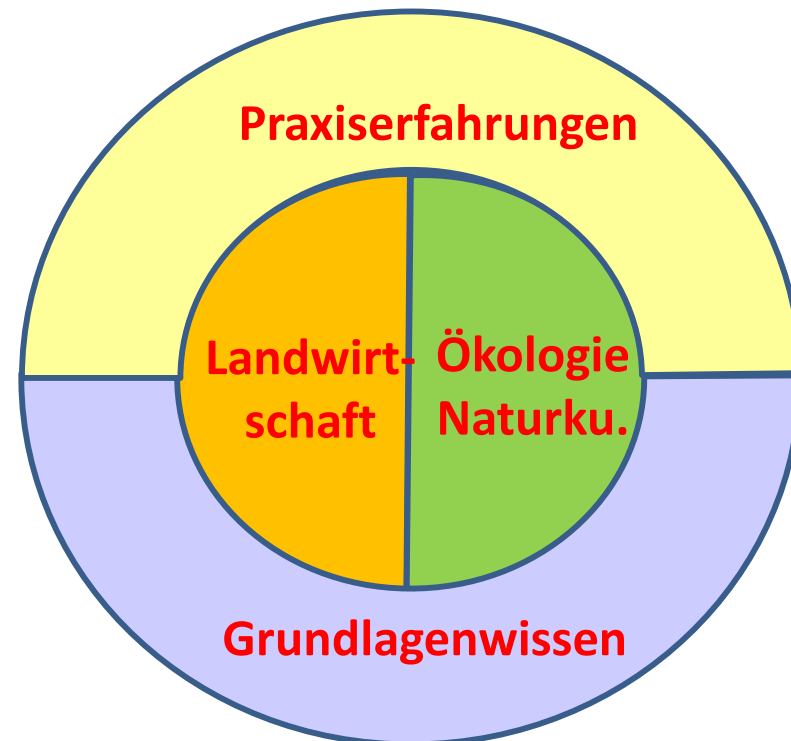 Praxiserfahrungen
Landwirt-
schaft
Ökologie
Naturku.
Grundlagenwissen